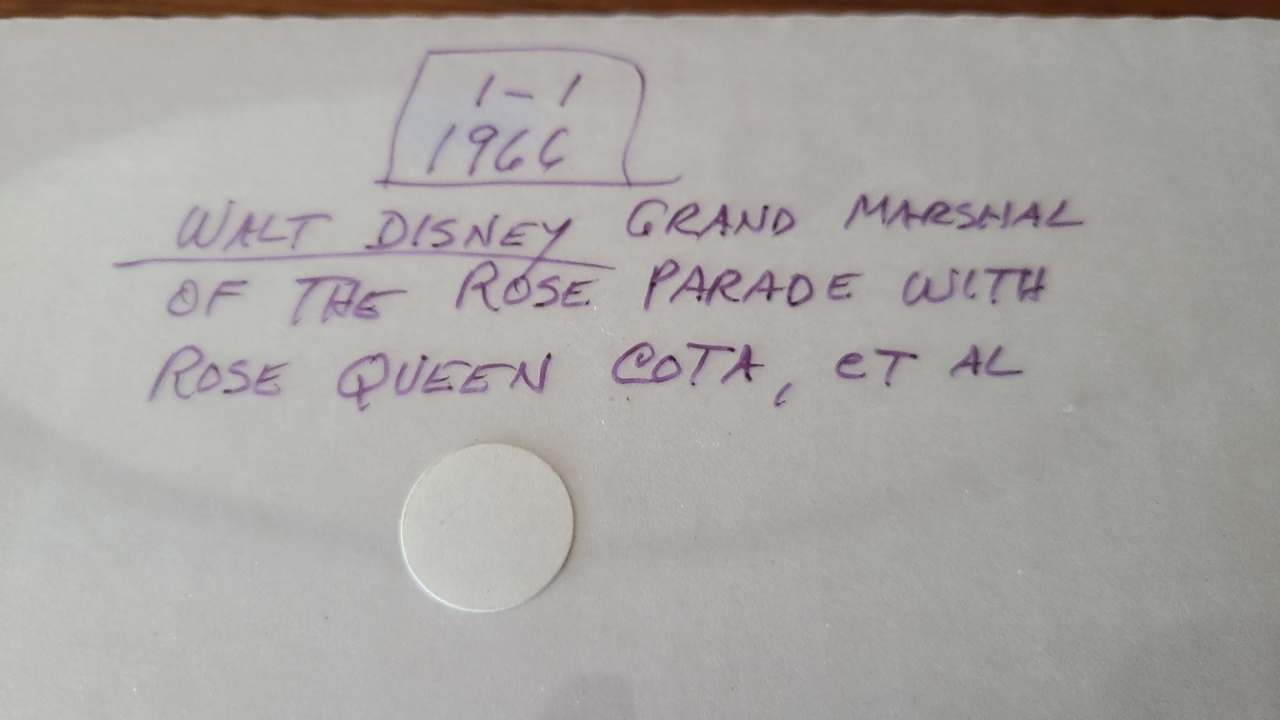 1-1
1966
WALT DISNEY GRAND MARSHAL
OF THE ROSE PARADE WITH
ROSE QUEEN COTA, ET AL